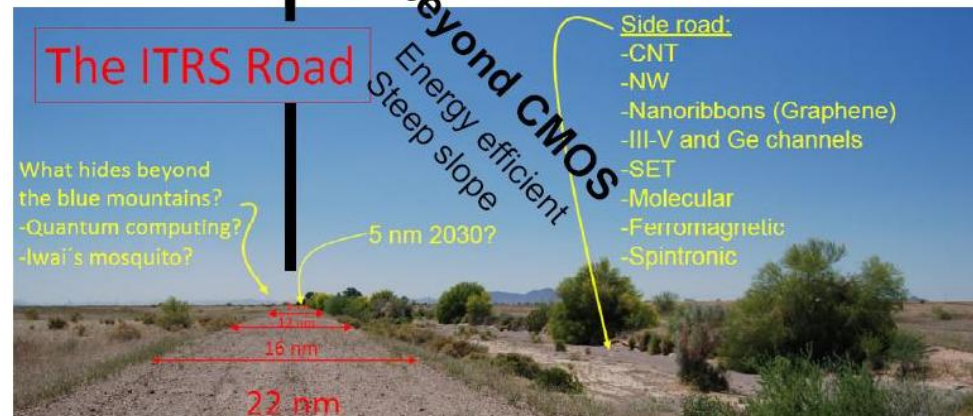 The ITRS Road
Beyond CMOS
Energy efficient
Steep slope
Side road:
-CNT
-NW
-Nanoribbons (Graphene)
-III-V and Ge channels
-SET
-Molecular
-Ferromagnetic
-Spintronic
What hides beyond
the blue mountains?
-Quantum computing?
-Iwai´s mosquito?
5 nm 2030?
12 nm
16 nm
22 nm